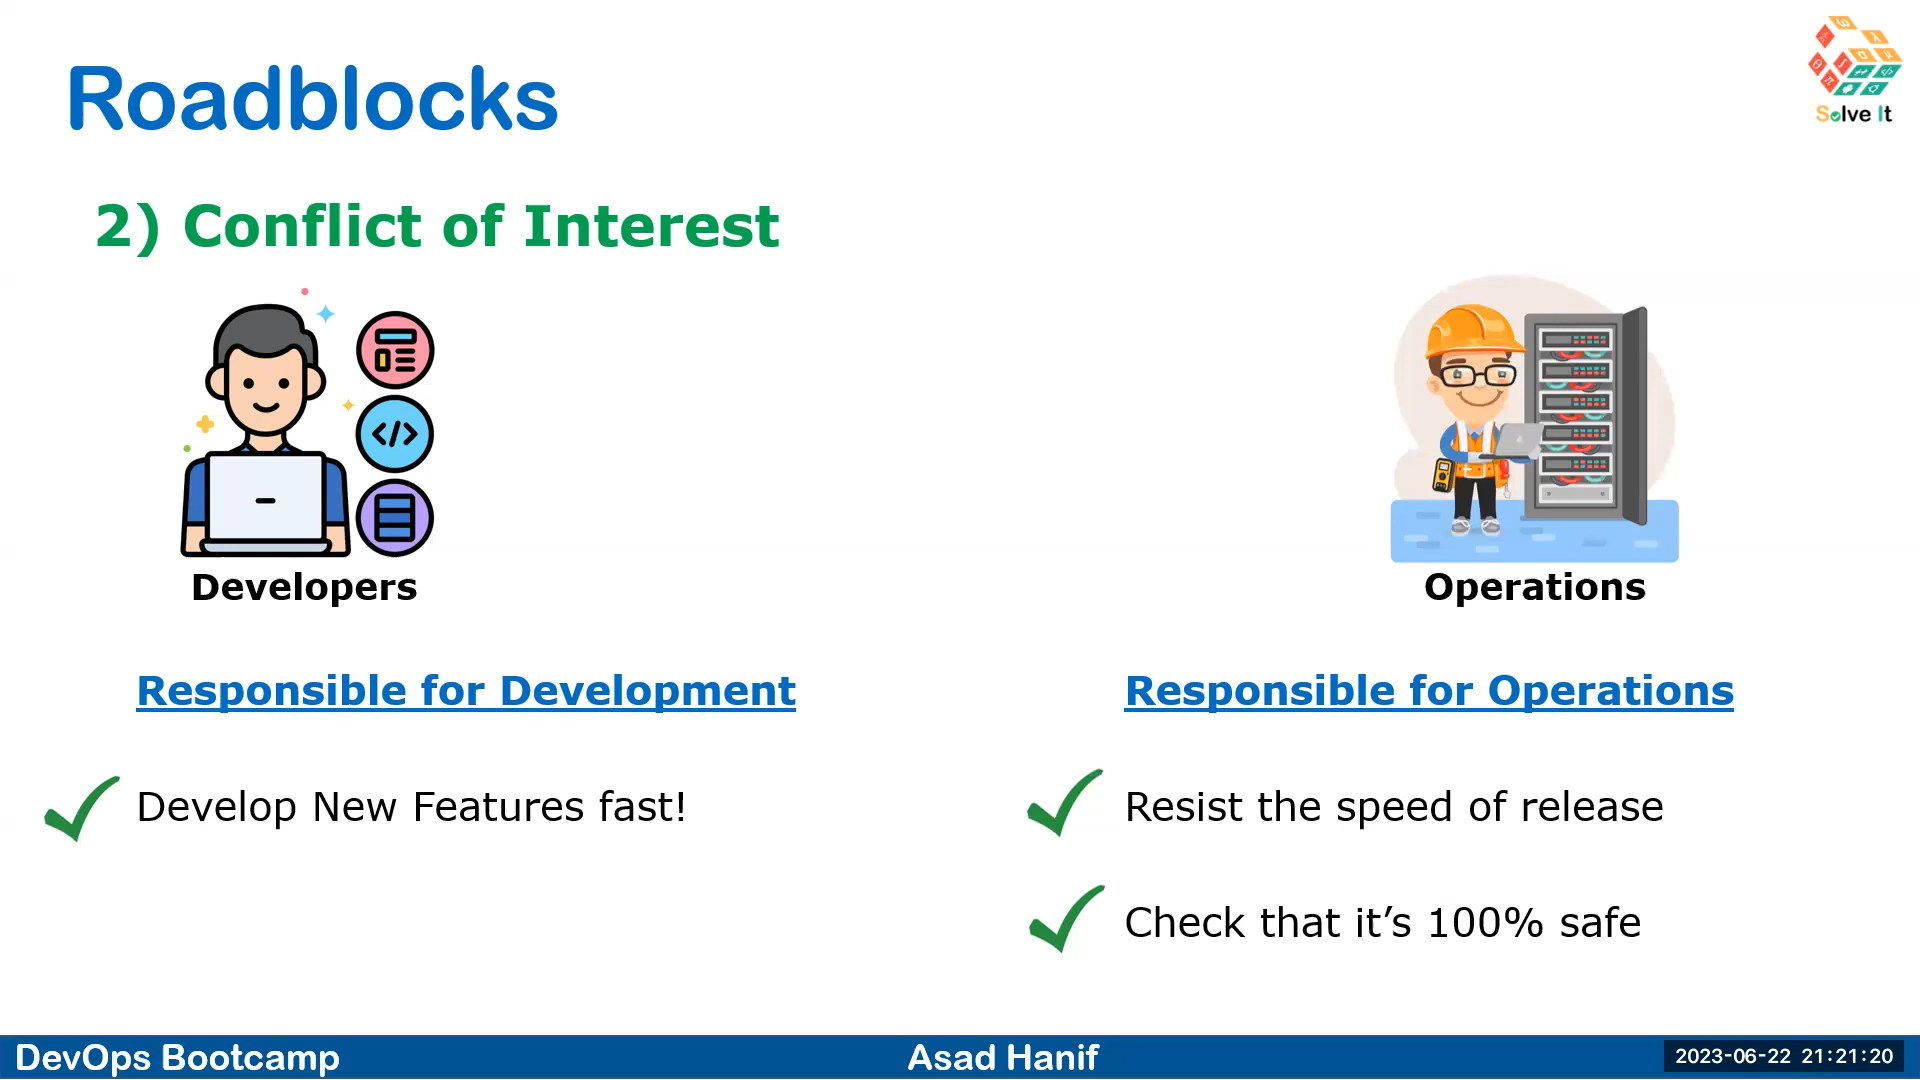 Roadblocks
Solve It
2) Conflict of Interest
Developers
Operations
Responsible for Development
Responsible for Operations
Develop New Features fast!
Resist the speed of release
Check that it’s 100% safe
DevOps Bootcamp
Asad Hanif
2023-06-22 21:21:20